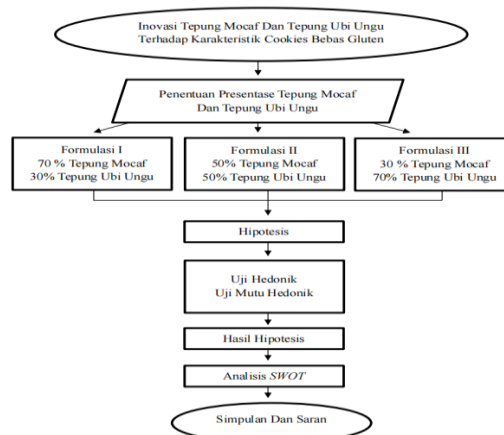 Inovasi Tepung Mocaf Dan Tepung Ubi Ungu
Terhadap Karakteristik Cookies Bebas Gluten
Penentuan Presentase Tepung Mocaf
Dan Tepung Ubi Ungu
Formulasi I
70 % Tepung Mocaf
30% Tepung Ubi Ungu
Formulasi II
50% Tepung Mocaf
50% Tepung Ubi Ungu
Formulasi III
30 % Tepung Mocaf
70% Tepung Ubi Ungu
Hipotesis
Uji Hedonik
Uji Mutu Hedonik
Hasil Hipotesis
Analisis SWOT
Simpulan Dan Saran